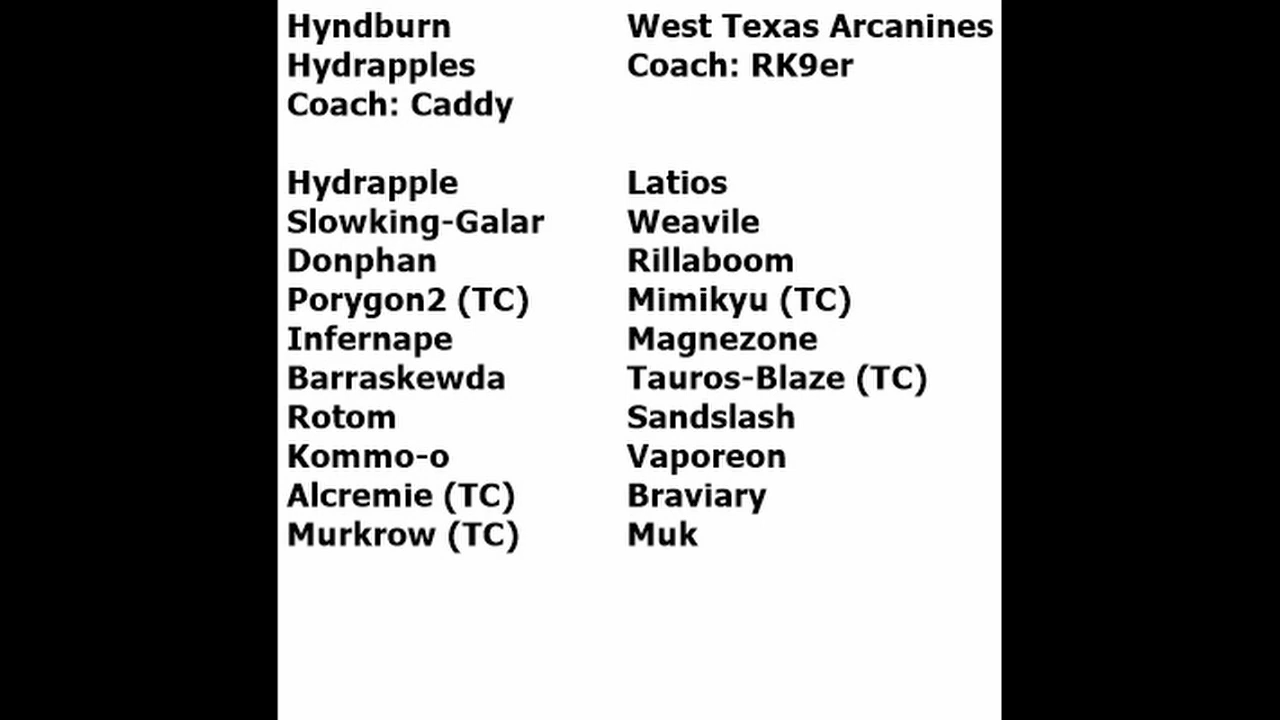 Hyndburn
Hydrapples
Coach: Caddy
Hydrapple
Slowking-Galar
Donphan
Porygon2 (TC)
Infernape
Barraskewda
Rotom
Kommo-o
Alcremie (TC)
Murkrow (TC)
West Texas Arcanines
Coach: RK9er
Latios
Weavile
Rillaboom
Mimikyu (TC)
Magnezone
Tauros-Blaze (TC)
Sandslash
Vaporeon
Braviary
Muk